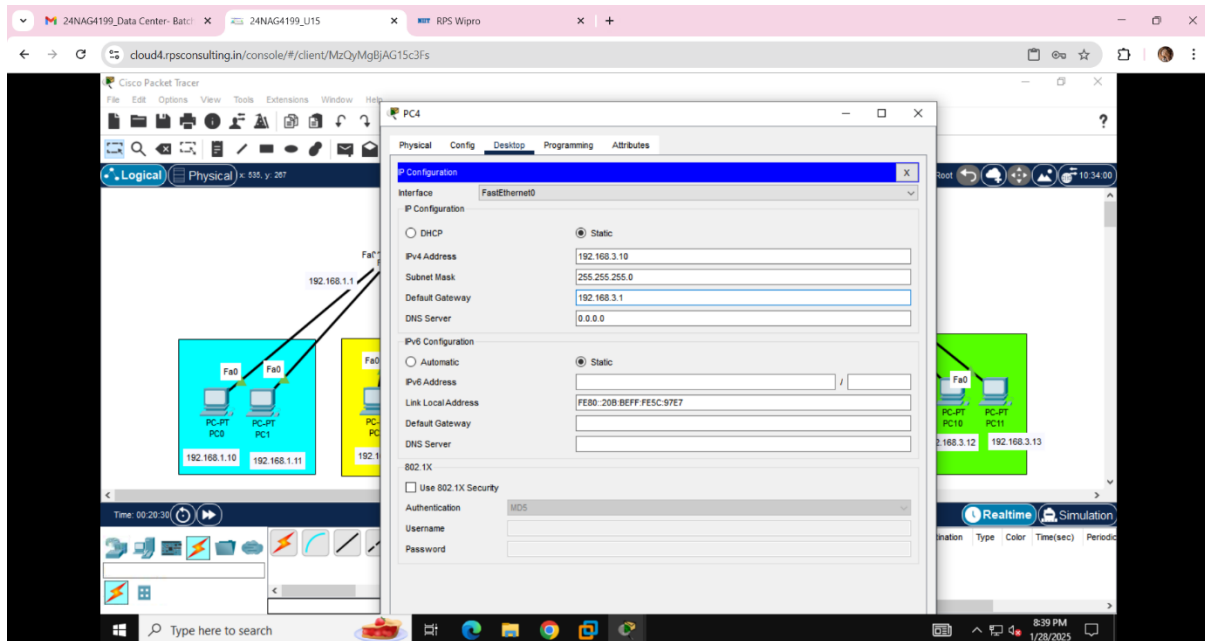 24NAG4199_Data Center- Batch
24NAG4199_U15
RPS Wipro
cloud4.rpsconsulting.in/console/#/client/MzQyMgBjAG15c3Fs
Cisco Packet Tracer
File Edit Options View Tools Extensions Window Help
PC4
Physical Config Desktop Programming Attributes
Logical Physical x: 535, y: 267
Root 10:34:00
IP Configuration X
Interface FastEthernet0
IP Configuration
DHCP Static
IPv4 Address 192.168.3.10
Subnet Mask 255.255.255.0
Default Gateway 192.168.3.1
DNS Server 0.0.0.0
IPv6 Configuration
Automatic Static
IPv6 Address /
Link Local Address FE80::20B:BEFF:FE5C:97E7
Default Gateway
DNS Server
802.1X
Use 802.1X Security
Authentication MD5
Username
Password
192.168.1.1
Fa0 Fa0 Fa0
PC-PT PC-PT
PC0 PC1
192.168.1.10 192.168.1.11
Fa0
PC-PT PC-PT
PC10 PC11
2.168.3.12 192.168.3.13
Time: 00:20:30
Realtime Simulation
ination Type Color Time(sec) Periodic
Type here to search
8:39 PM
1/28/2025